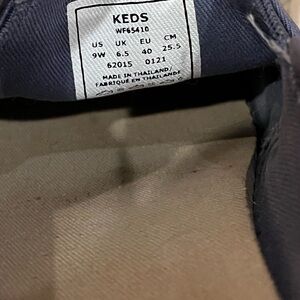 KEDS
WF65410
US UK EU CM
9W 6.5 40 25.5
62015 0121
MADE IN THAILAND/
FABRIQUÉ EN THAÏLANDE